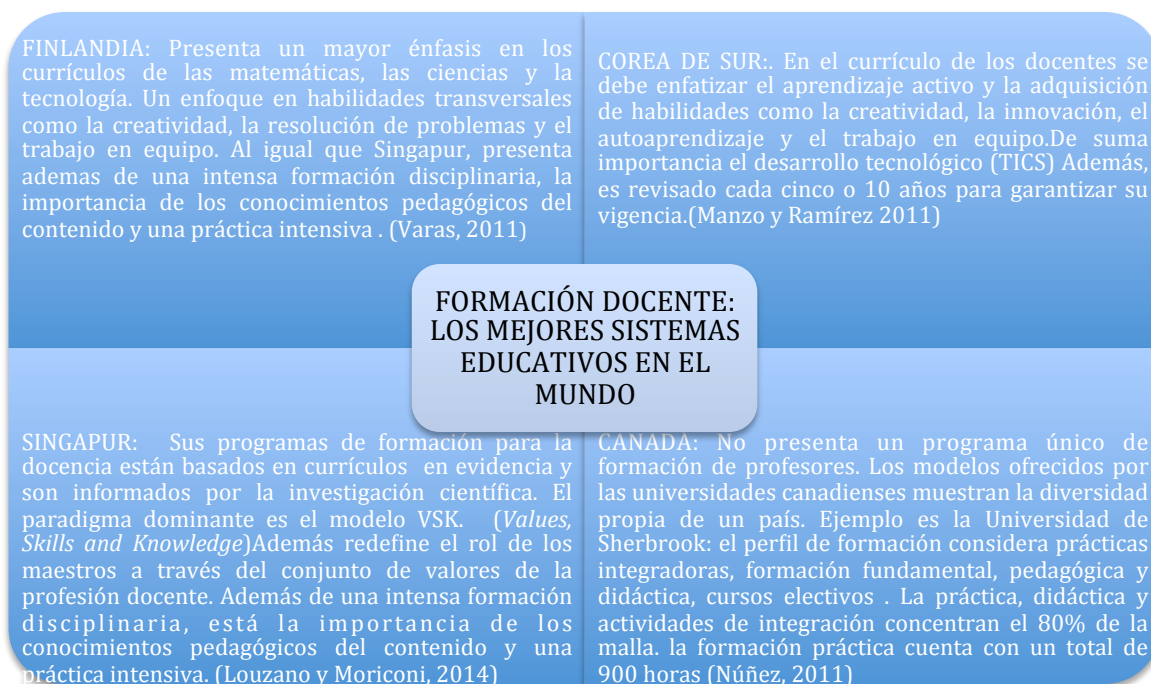 FINLANDIA: Presenta un mayor énfasis en los
currículos de las matemáticas, las ciencias y la
tecnología. Un enfoque en habilidades transversales
como la creatividad, la resolución de problemas y el
trabajo en equipo. Al igual que Singapur, presenta
ademas de una intensa formación disciplinaria, la
importancia de los conocimientos pedagógicos del
contenido y una práctica intensiva . (Varas, 2011)
COREA DE SUR:. En el currículo de los docentes se
debe enfatizar el aprendizaje activo y la adquisición
de habilidades como la creatividad, la innovación, el
autoaprendizaje y el trabajo en equipo.De suma
importancia el desarrollo tecnológico (TICS) Además,
es revisado cada cinco o 10 años para garantizar su
vigencia.(Manzo y Ramírez 2011)
FORMACIÓN DOCENTE:
LOS MEJORES SISTEMAS
EDUCATIVOS EN EL
MUNDO
SINGAPUR: Sus programas de formación para la
docencia están basados en currículos en evidencia y
son informados por la investigación científica. El
paradigma dominante es el modelo VSK. (Values,
Skills and Knowledge)Además redefine el rol de los
maestros a través del conjunto de valores de la
profesión docente. Además de una intensa formación
disciplinaria, está la importancia de los
conocimientos pedagógicos del contenido y una
práctica intensiva. (Louzano y Moriconi, 2014)
CANADÁ: No presenta un programa único de
formación de profesores. Los modelos ofrecidos por
las universidades canadienses muestran la diversidad
propia de un país. Ejemplo es la Universidad de
Sherbrook: el perfil de formación considera prácticas
integradoras, formación fundamental, pedagógica y
didáctica, cursos electivos . La práctica, didáctica y
actividades de integración concentran el 80% de la
malla. la formación práctica cuenta con un total de
900 horas (Núñez, 2011)